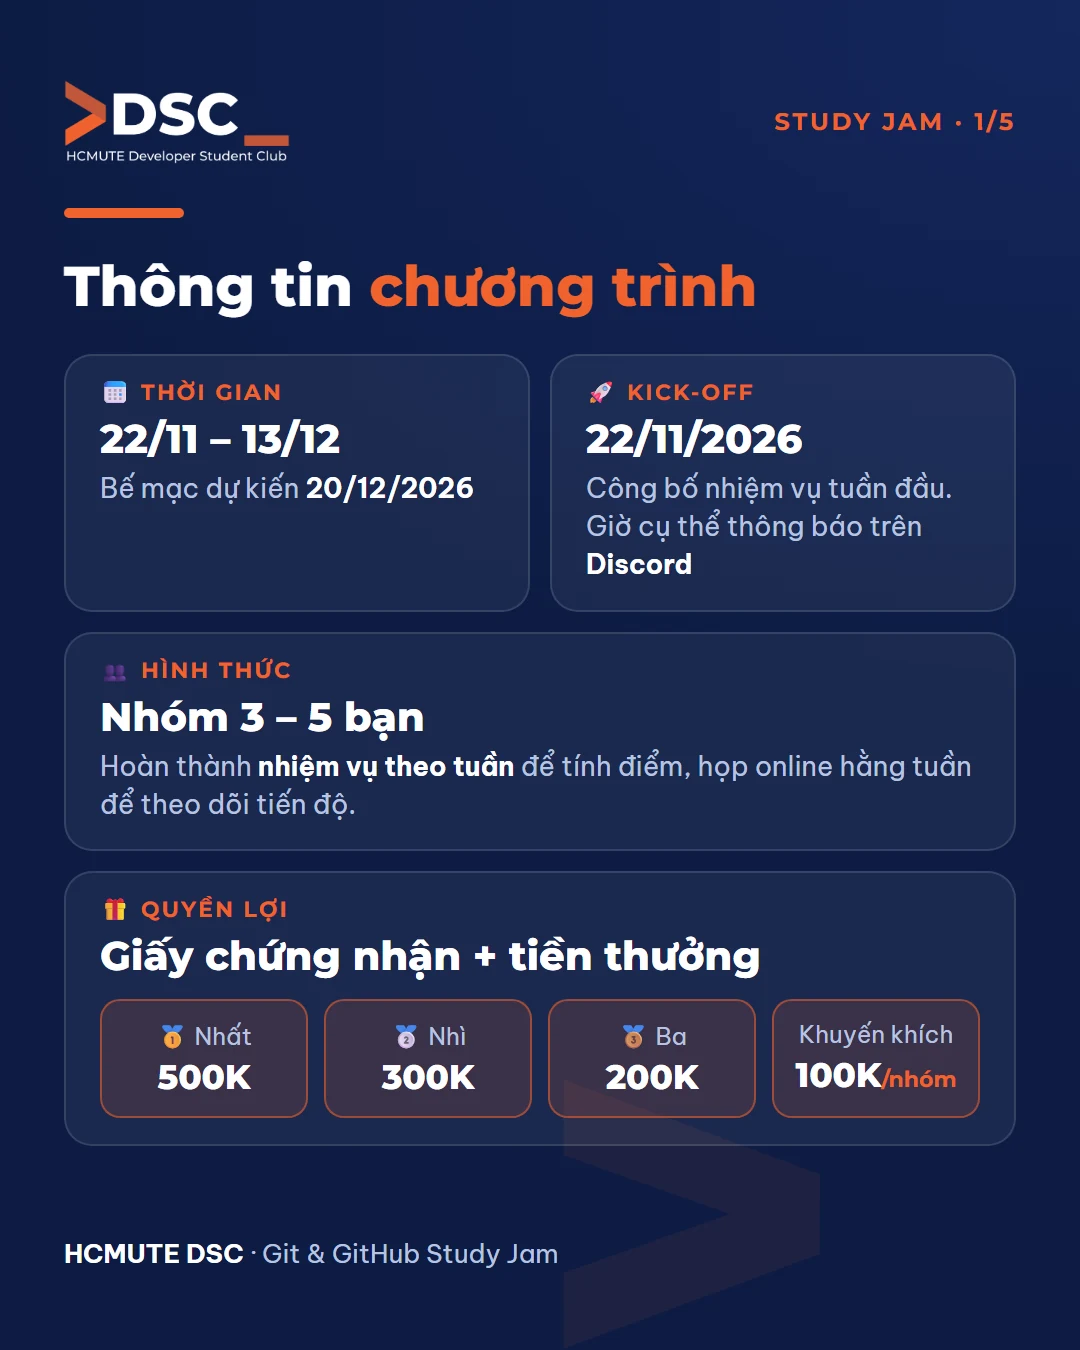 >DSC_
HCMUTE Developer Student Club
STUDY JAM · 1/5
Thông tin chương trình
THỜI GIAN
22/11 – 13/12
Bế mạc dự kiến 20/12/2026
KICK-OFF
22/11/2026
Công bố nhiệm vụ tuần đầu.
Giờ cụ thể thông báo trên
Discord
HÌNH THỨC
Nhóm 3 – 5 bạn
Hoàn thành nhiệm vụ theo tuần để tính điểm, họp online hằng tuần
để theo dõi tiến độ.
QUYỀN LỢI
Giấy chứng nhận + tiền thưởng
🥇 Nhất
500K
🥈 Nhì
300K
🥉 Ba
200K
Khuyến khích
100K/nhóm
HCMUTE DSC · Git & GitHub Study Jam